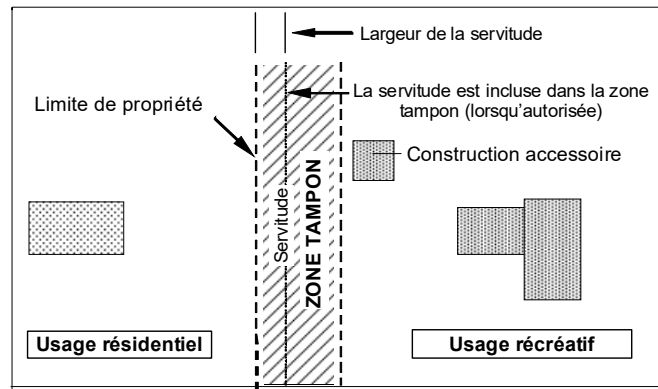 Largeur de la servitude
La servitude est incluse dans la zone
tampon (lorsqu'autorisée)
Limite de propriété
Construction accessoire
Servitude
ZONE TAMPON
Usage résidentiel
Usage récréatif